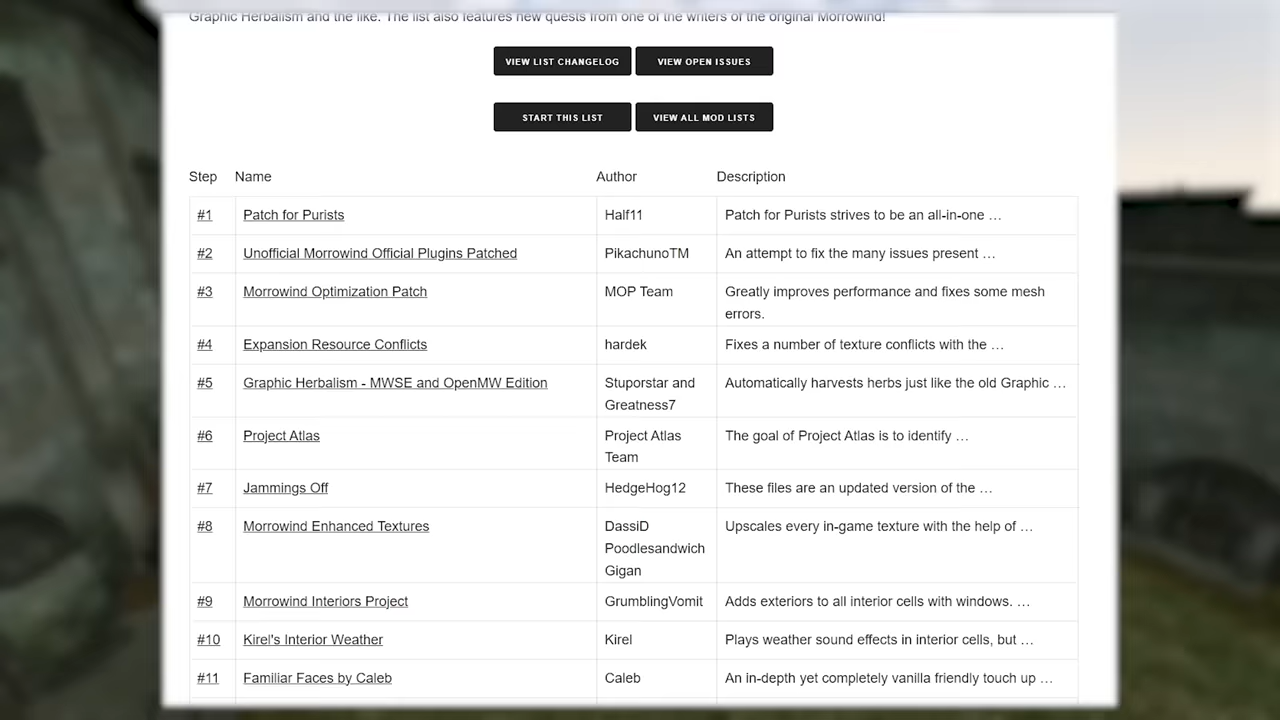 Graphic Herbalism and the like. The list also features new quests from one of the writers of the original Morrowind!
VIEW LIST CHANGELOG VIEW OPEN ISSUES
START THIS LIST VIEW ALL MOD LISTS
Step Name Author Description
#1 Patch for Purists Half11 Patch for Purists strives to be an all-in-one …
#2 Unofficial Morrowind Official Plugins Patched PikachunoTM An attempt to fix the many issues present …
#3 Morrowind Optimization Patch MOP Team Greatly improves performance and fixes some mesh
errors.
#4 Expansion Resource Conflicts hardek Fixes a number of texture conflicts with the …
#5 Graphic Herbalism - MWSE and OpenMW Edition Stuporstar and Automatically harvests herbs just like the old Graphic …
Greatness7
#6 Project Atlas Project Atlas The goal of Project Atlas is to identify …
Team
#7 Jammings Off HedgeHog12 These files are an updated version of the …
#8 Morrowind Enhanced Textures DassiD Upscales every in-game texture with the help of …
Poodlesandwich
Gigan
#9 Morrowind Interiors Project GrumblingVomit Adds exteriors to all interior cells with windows. …
#10 Kirel's Interior Weather Kirel Plays weather sound effects in interior cells, but …
#11 Familiar Faces by Caleb Caleb An in-depth yet completely vanilla friendly touch up …